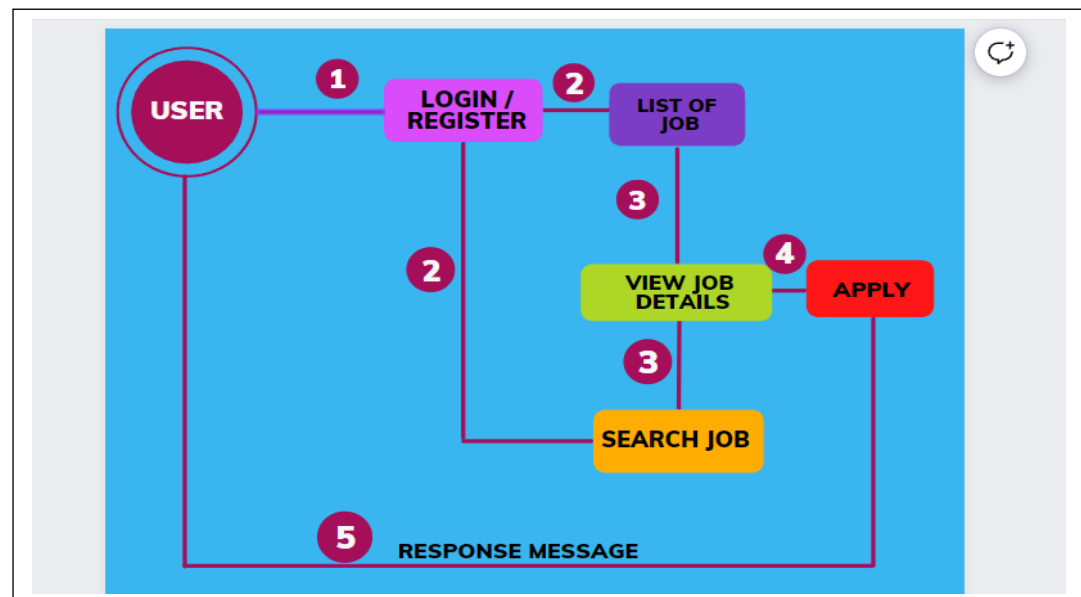 USER
1
LOGIN /
REGISTER
2
LIST OF
JOB
3
2
VIEW JOB
DETAILS
4
APPLY
3
SEARCH JOB
5
RESPONSE MESSAGE